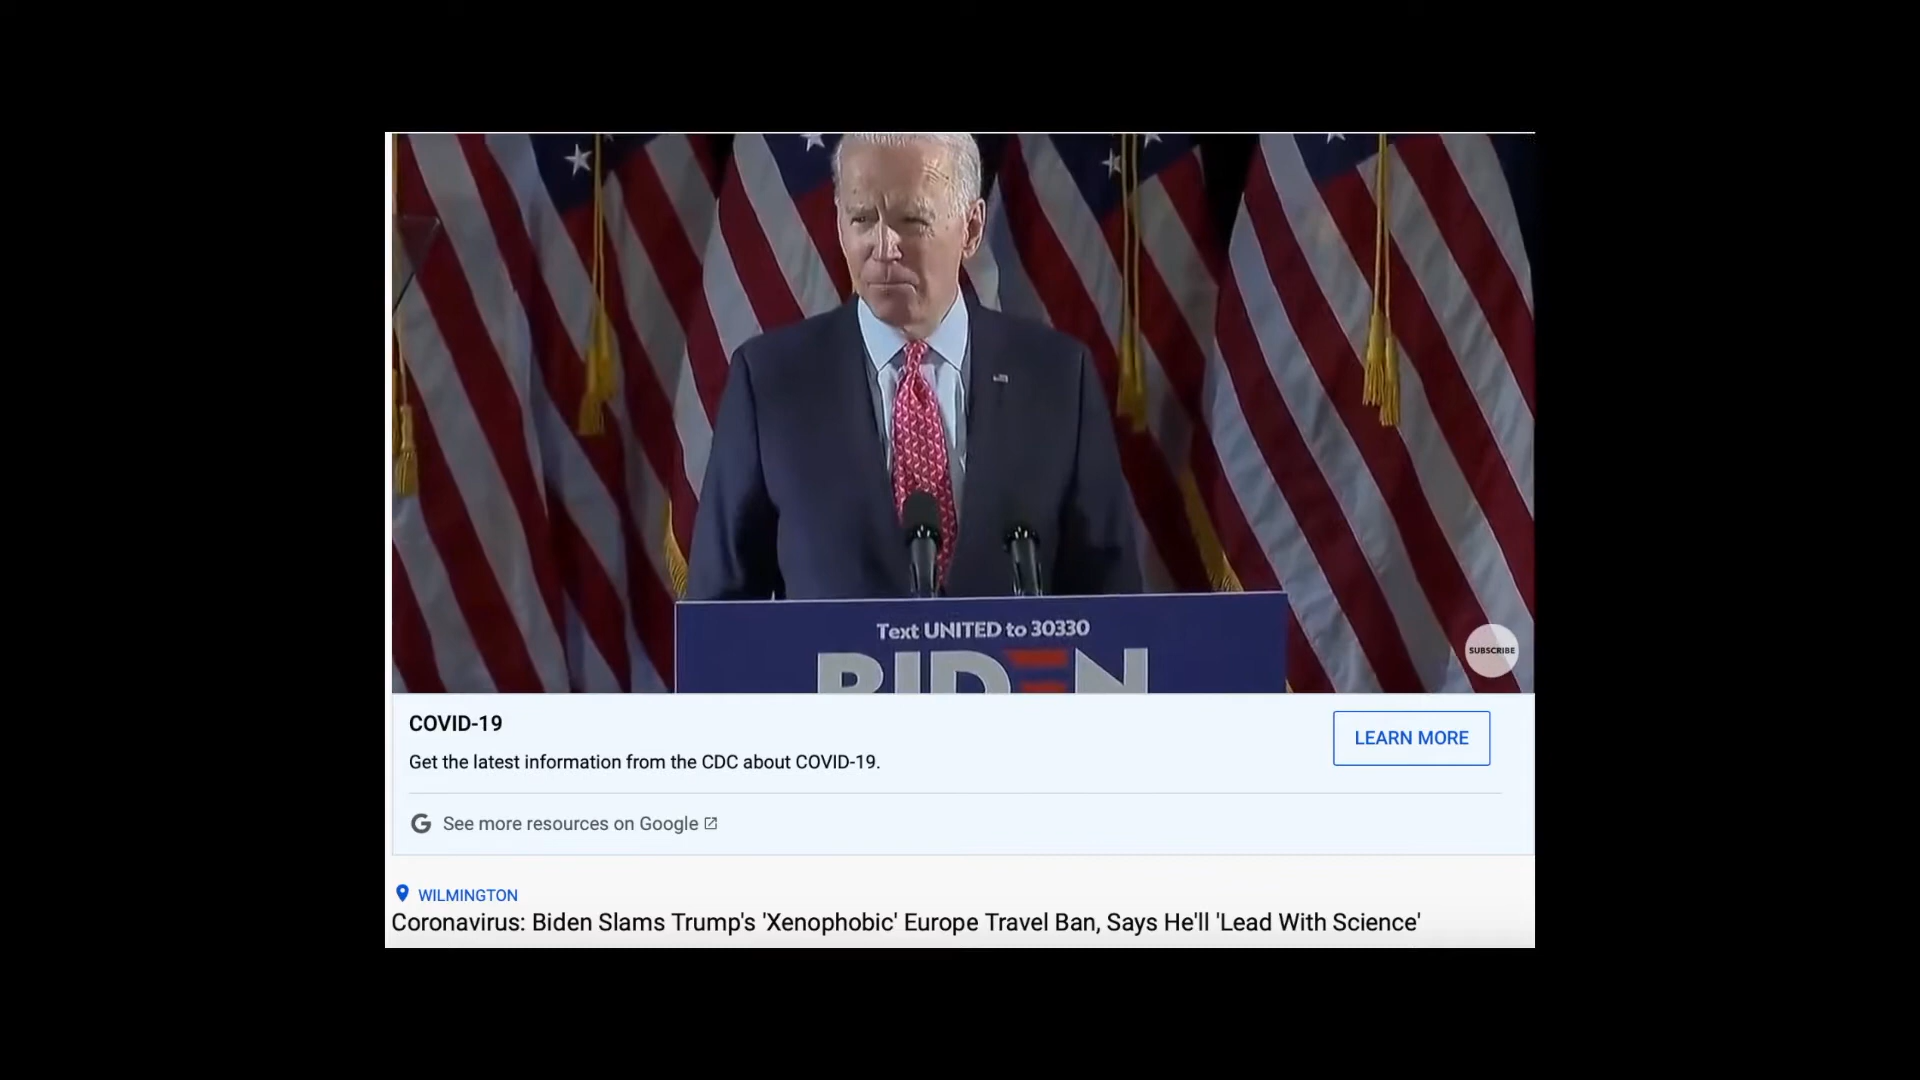 Text UNITED to 30330
BIDEN
SUBSCRIBE
COVID-19
LEARN MORE
Get the latest information from the CDC about COVID-19.
See more resources on Google
WILMINGTON
Coronavirus: Biden Slams Trump's 'Xenophobic' Europe Travel Ban, Says He'll 'Lead With Science'